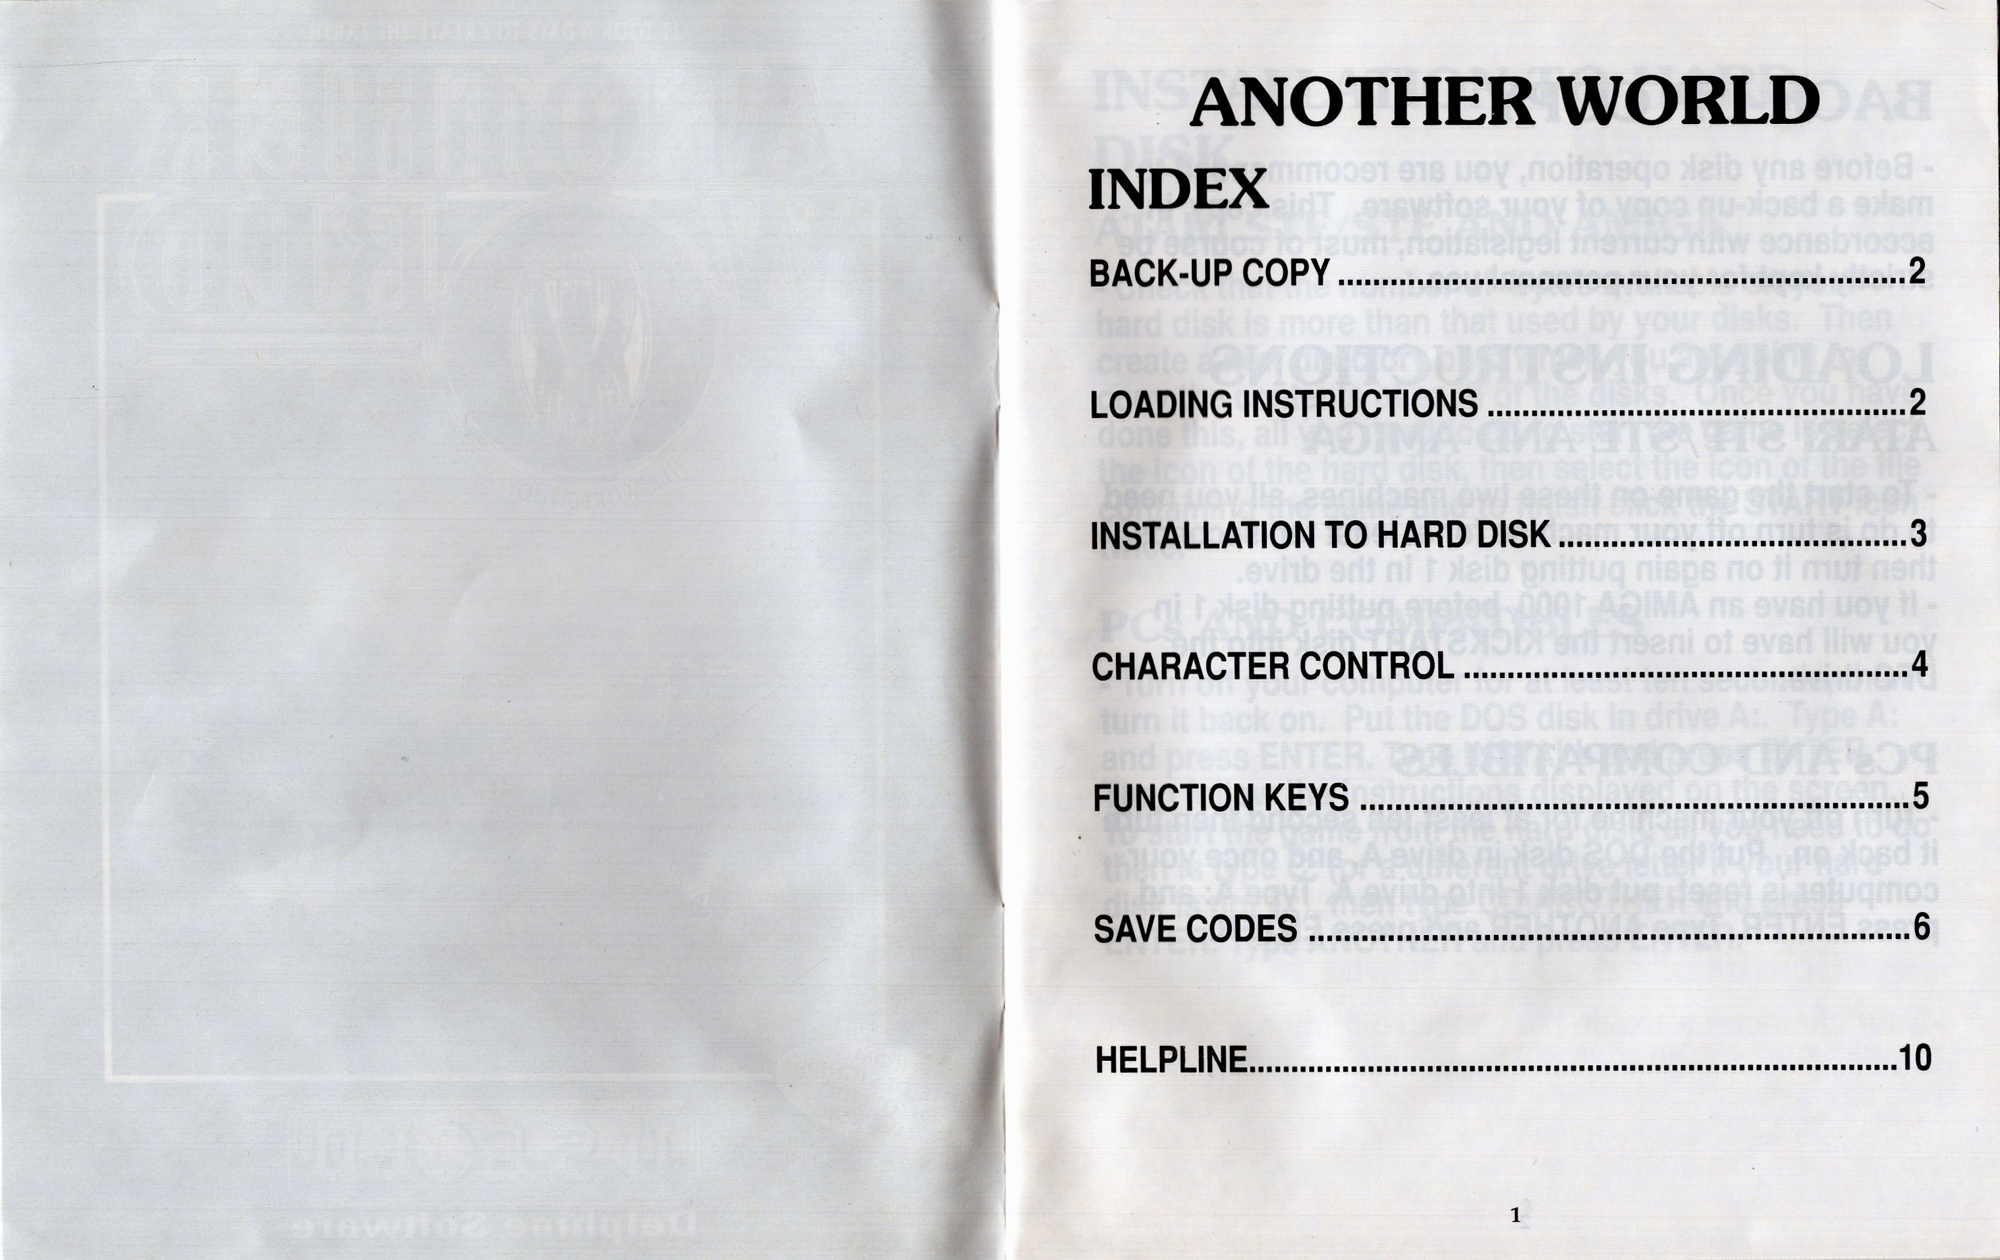 ANOTHER WORLD
INDEX
BACK-UP COPY ..........2
LOADING INSTRUCTIONS ..........2
INSTALLATION TO HARD DISK ..........3
CHARACTER CONTROL ..........4
FUNCTION KEYS ..........5
SAVE CODES ..........6
HELPLINE..........10
1